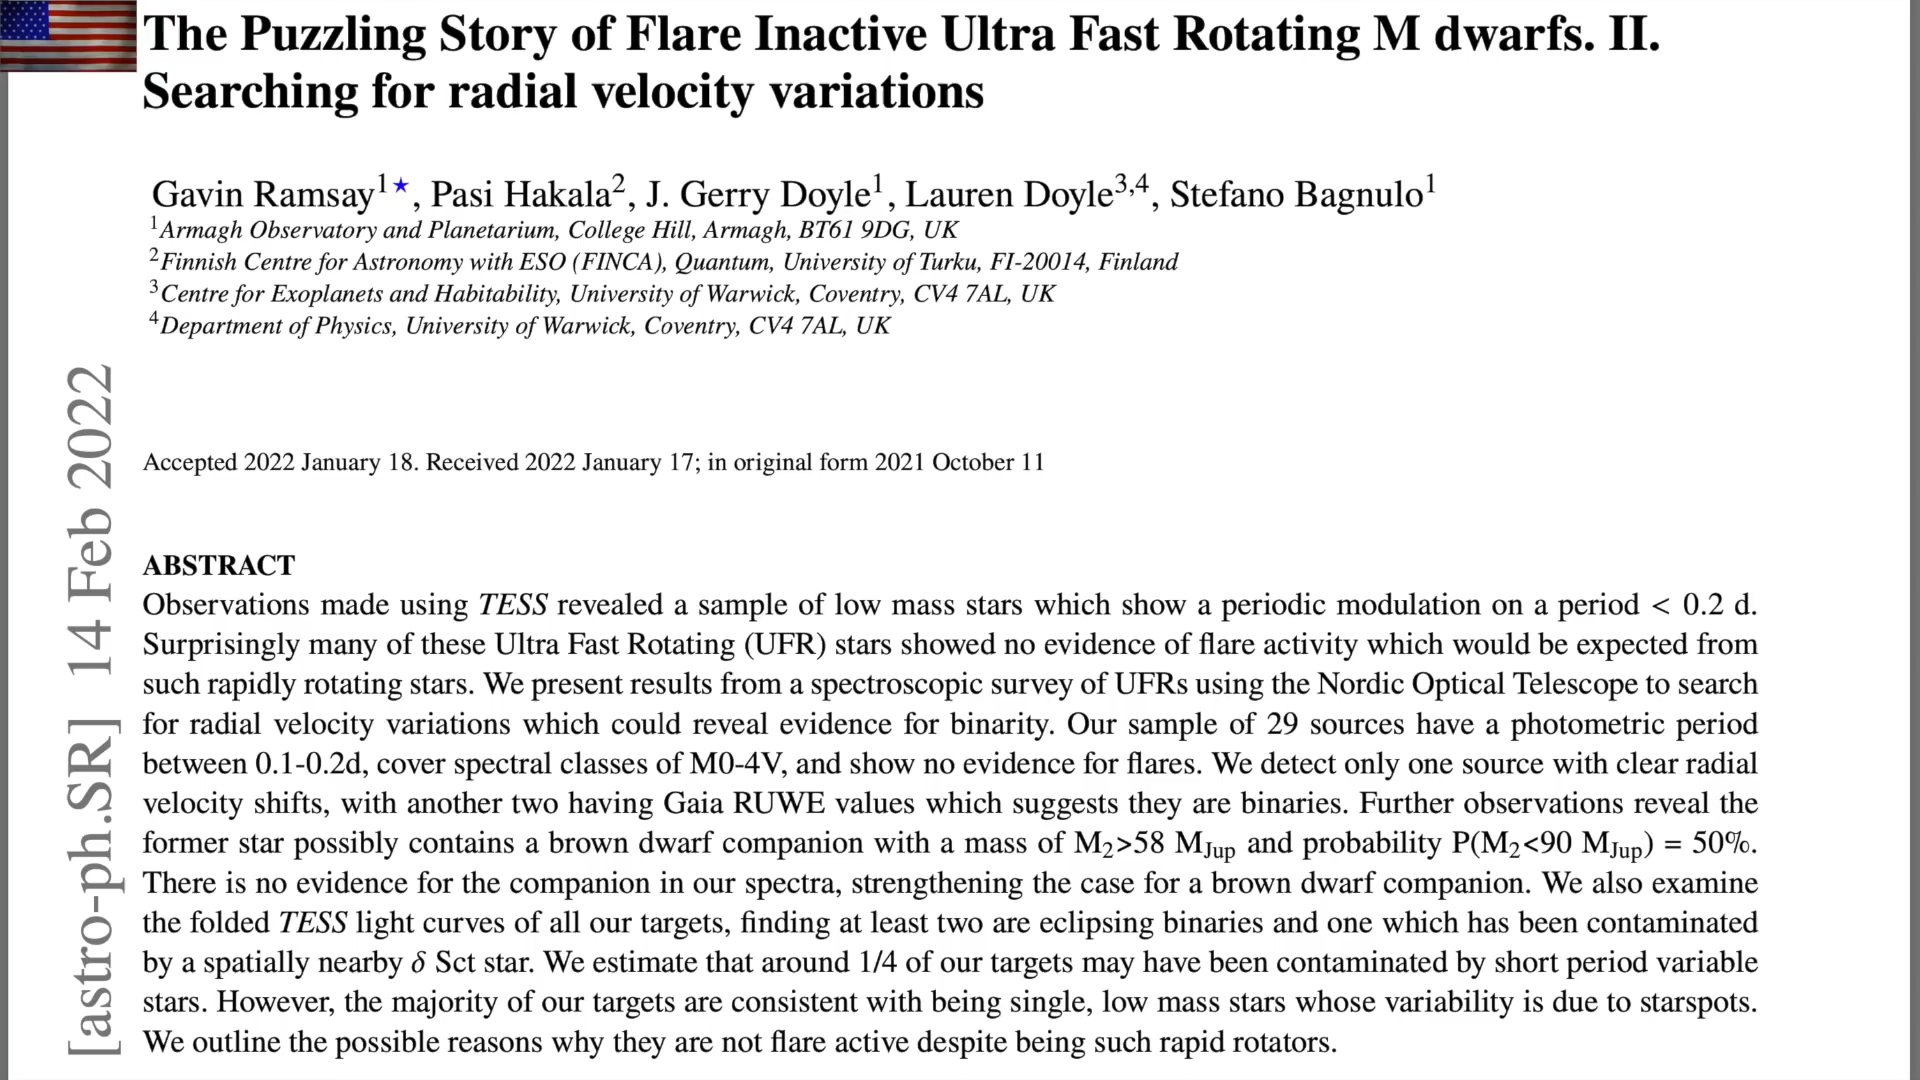 The Puzzling Story of Flare Inactive Ultra Fast Rotating M dwarfs. II.
Searching for radial velocity variations
Gavin Ramsay1★, Pasi Hakala2, J. Gerry Doyle1, Lauren Doyle3,4, Stefano Bagnulo1
1Armagh Observatory and Planetarium, College Hill, Armagh, BT61 9DG, UK
2Finnish Centre for Astronomy with ESO (FINCA), Quantum, University of Turku, FI-20014, Finland
3Centre for Exoplanets and Habitability, University of Warwick, Coventry, CV4 7AL, UK
4Department of Physics, University of Warwick, Coventry, CV4 7AL, UK
Accepted 2022 January 18. Received 2022 January 17; in original form 2021 October 11
ABSTRACT
Observations made using TESS revealed a sample of low mass stars which show a periodic modulation on a period < 0.2 d.
Surprisingly many of these Ultra Fast Rotating (UFR) stars showed no evidence of flare activity which would be expected from
such rapidly rotating stars. We present results from a spectroscopic survey of UFRs using the Nordic Optical Telescope to search
for radial velocity variations which could reveal evidence for binarity. Our sample of 29 sources have a photometric period
between 0.1-0.2d, cover spectral classes of M0-4V, and show no evidence for flares. We detect only one source with clear radial
velocity shifts, with another two having Gaia RUWE values which suggests they are binaries. Further observations reveal the
former star possibly contains a brown dwarf companion with a mass of M2>58 MJup and probability P(M2<90 MJup) = 50%.
There is no evidence for the companion in our spectra, strengthening the case for a brown dwarf companion. We also examine
the folded TESS light curves of all our targets, finding at least two are eclipsing binaries and one which has been contaminated
by a spatially nearby δ Sct star. We estimate that around 1/4 of our targets may have been contaminated by short period variable
stars. However, the majority of our targets are consistent with being single, low mass stars whose variability is due to starspots.
We outline the possible reasons why they are not flare active despite being such rapid rotators.
[astro-ph.SR] 14 Feb 2022